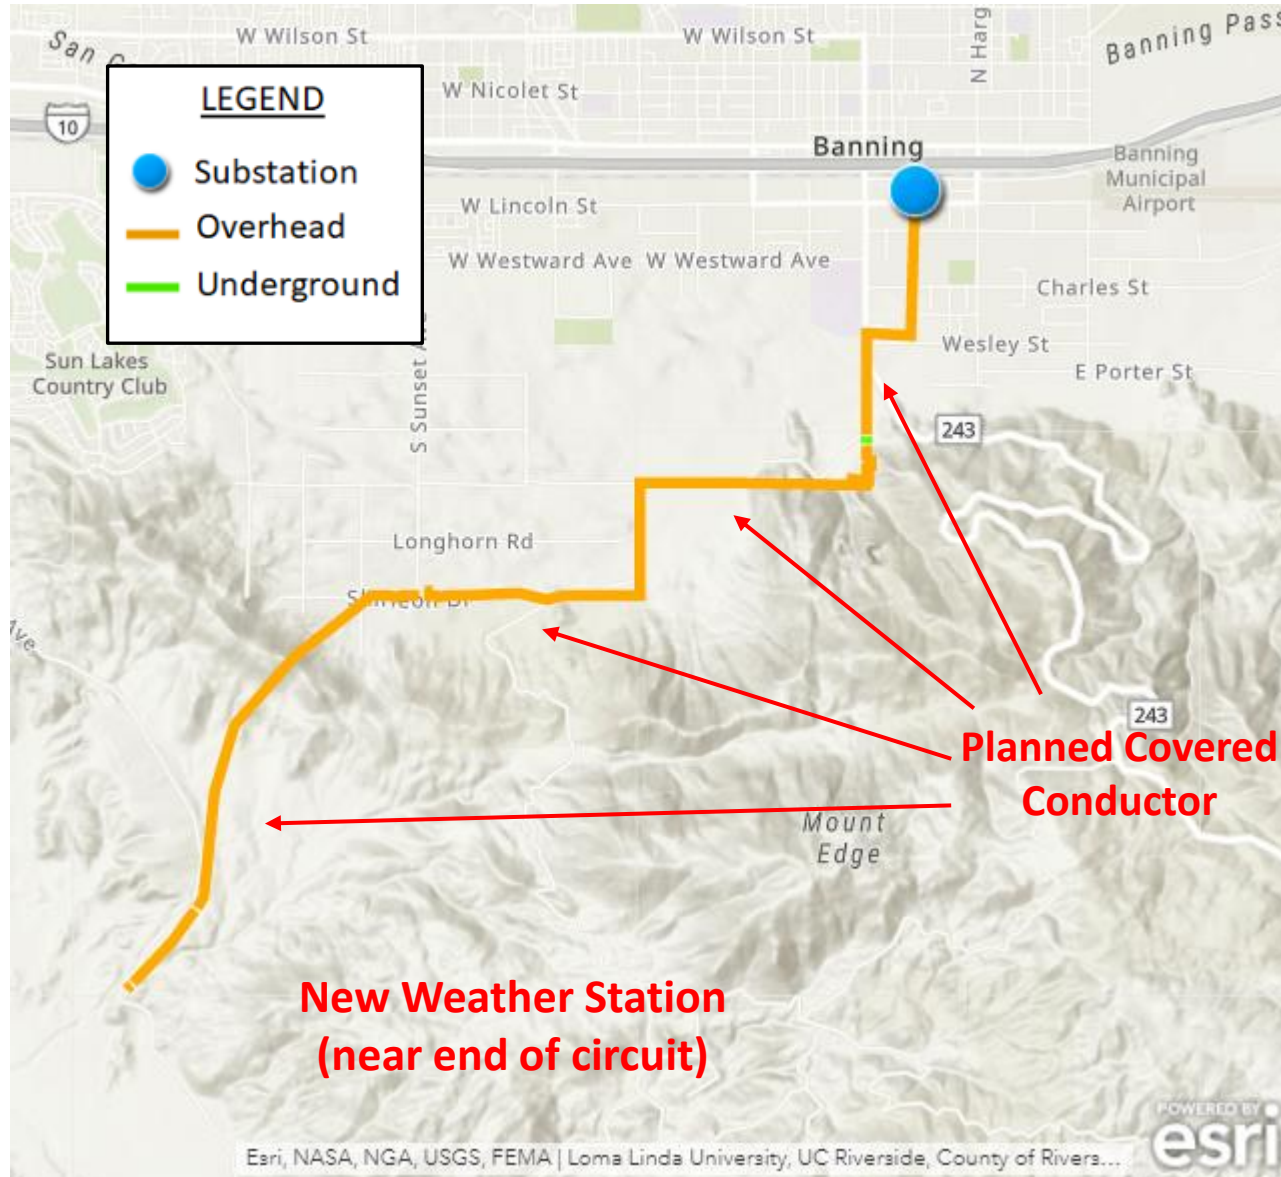 W Wilson St
W Wilson St
N Harg
Banning Pass
San
10
LEGEND
Substation
Overhead
Underground
W Nicolet St
Banning
Banning
Municipal
Airport
W Lincoln St
W Westward Ave
W Westward Ave
Charles St
Wesley St
E Porter St
Sun Lakes
Country Club
S Sunset
243
Longhorn Rd
Ave
243
Planned Covered
Conductor
Mount
Edge
New Weather Station
(near end of circuit)
POWERED BY
esri
Esri, NASA, NGA, USGS, FEMA | Loma Linda University, UC Riverside, County of Rivers...